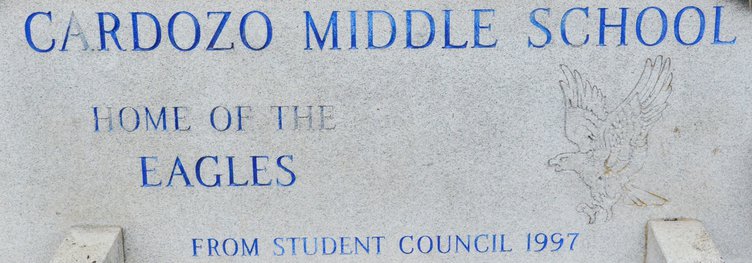 CARDOZO MIDDLE SCHOOL
HOME OF THE
EAGLES
FROM STUDENT COUNCIL 1997